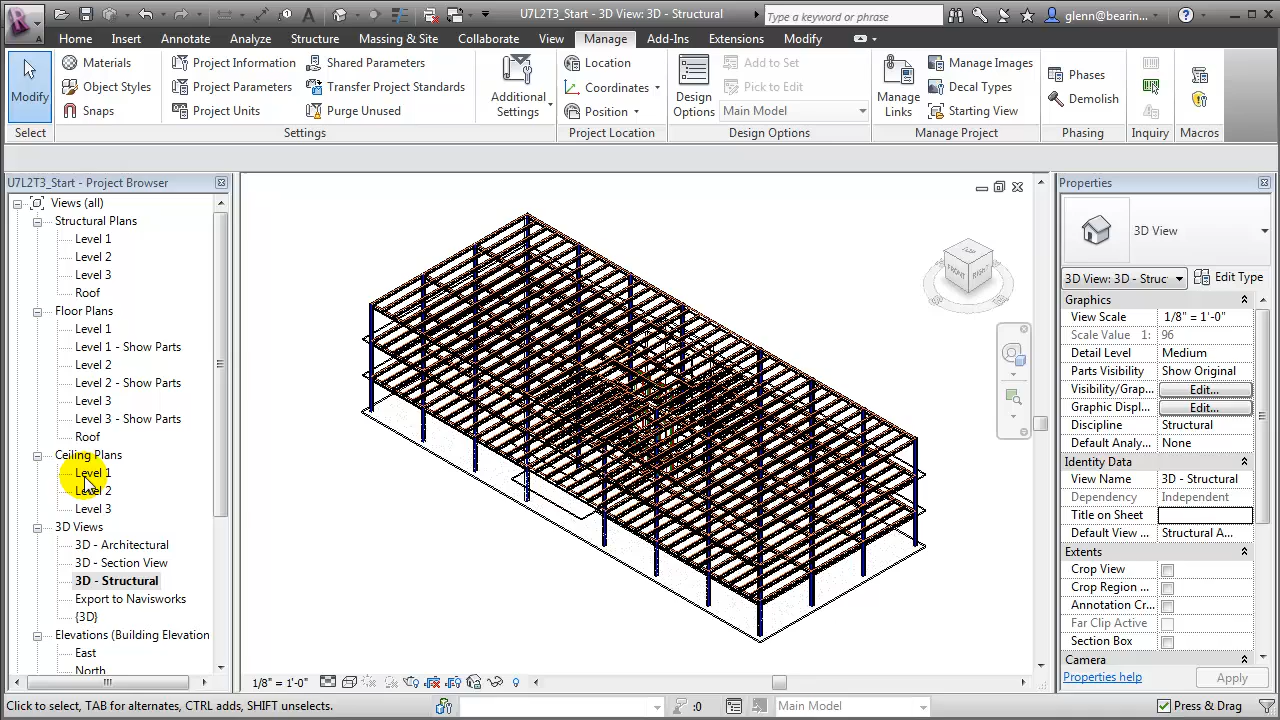 U7L2T3_Start - 3D View: 3D - Structural
Type a keyword or phrase
glenn@bearin...
Home Insert Annotate Analyze Structure Massing & Site Collaborate View Manage Add-Ins Extensions Modify
Modify
Select
Materials
Object Styles
Snaps
Project Information
Project Parameters
Project Units
Shared Parameters
Transfer Project Standards
Purge Unused
Additional Settings
Settings
Location
Coordinates
Position
Project Location
Design Options
Add to Set
Pick to Edit
Main Model
Design Options
Manage Links
Manage Images
Decal Types
Starting View
Manage Project
Phases
Demolish
Phasing
Inquiry
Macros
U7L2T3_Start - Project Browser
Views (all)
Structural Plans
Level 1
Level 2
Level 3
Roof
Floor Plans
Level 1
Level 1 - Show Parts
Level 2
Level 2 - Show Parts
Level 3
Level 3 - Show Parts
Roof
Ceiling Plans
Level 1
Level 2
Level 3
3D Views
3D - Architectural
3D - Section View
3D - Structural
Export to Navisworks
{3D}
Elevations (Building Elevation
East
North
FRONT RIGHT
1/8" = 1'-0"
Properties
3D View
3D View: 3D - Struc
Edit Type
Graphics
View Scale 1/8" = 1'-0"
Scale Value 1: 96
Detail Level Medium
Parts Visibility Show Original
Visibility/Grap... Edit...
Graphic Displ... Edit...
Discipline Structural
Default Analy... None
Identity Data
View Name 3D - Structural
Dependency Independent
Title on Sheet
Default View ... Structural A...
Extents
Crop View
Crop Region ...
Annotation Cr...
Far Clip Active
Section Box
Camera
Properties help
Apply
Click to select, TAB for alternates, CTRL adds, SHIFT unselects.
:0
Main Model
Press & Drag